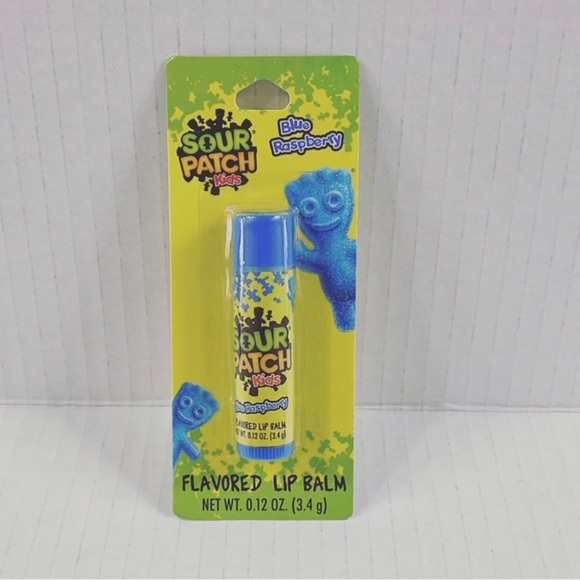 SOUR
PATCH
Kids
Blue
Raspberry
SOUR
PATCH
Kids
Blue Raspberry
FLAVORED LIP BALM
NET WT. 0.12 OZ. (3.4 g)
FLAVORED LIP BALM
NET WT. 0.12 OZ. (3.4 g)